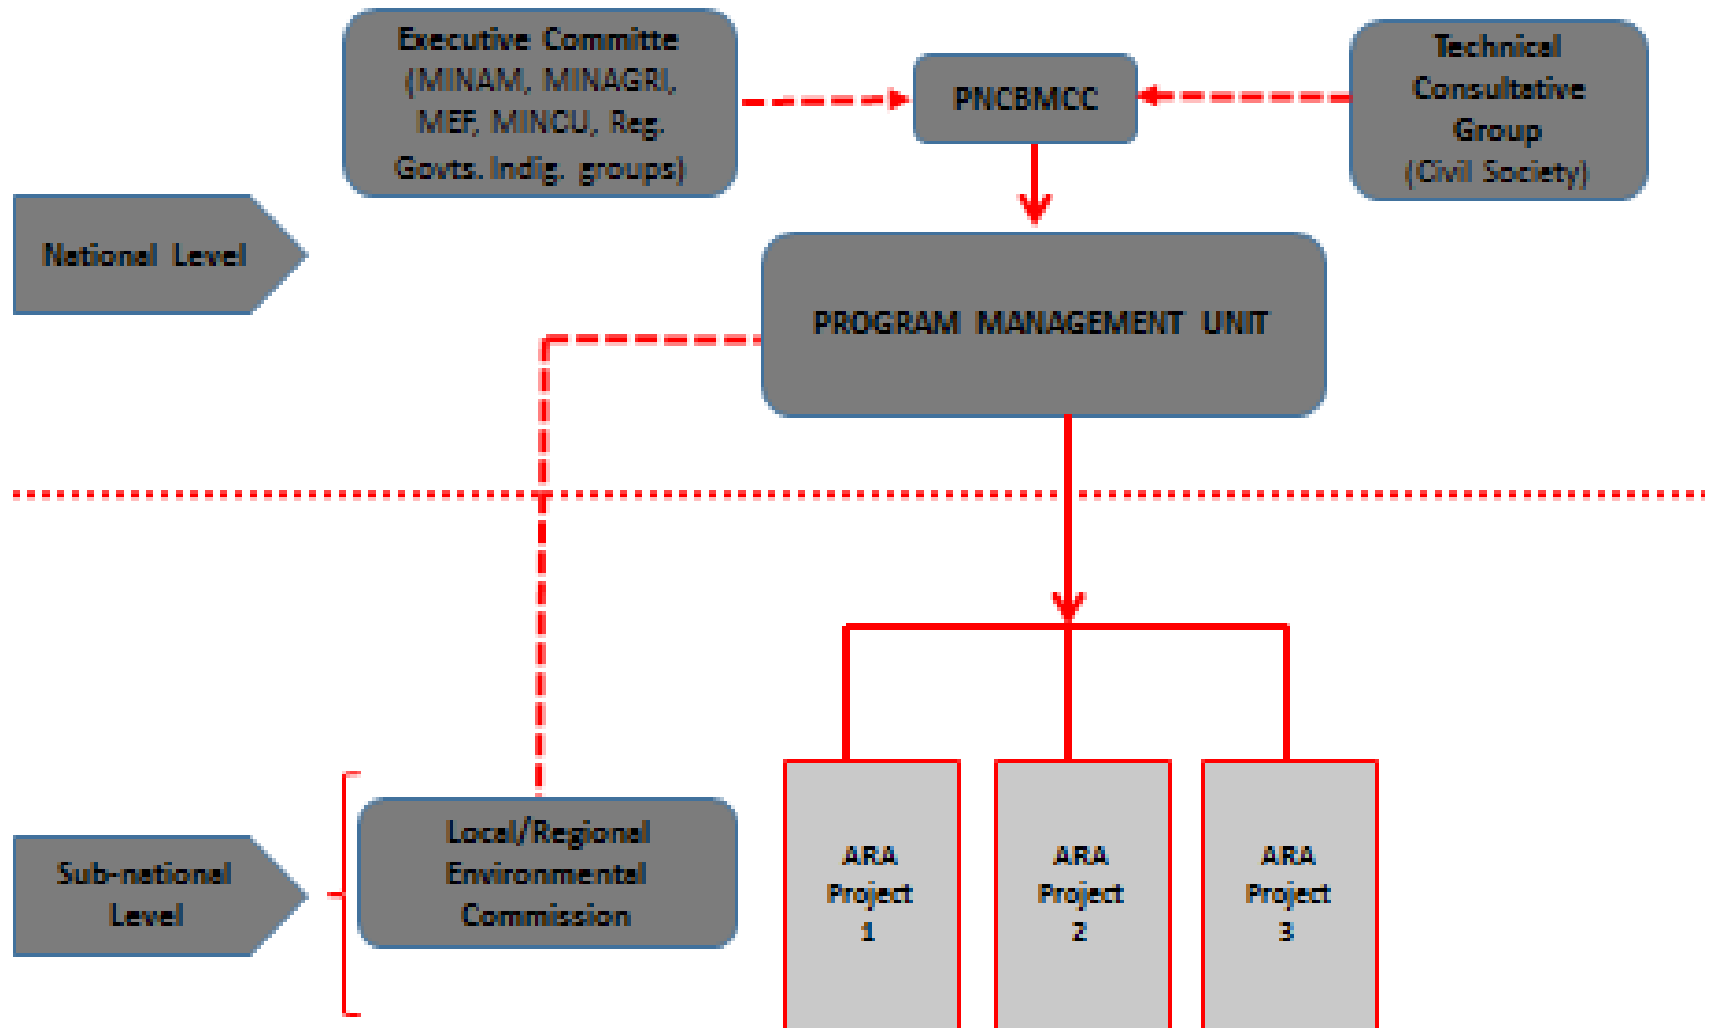 Executive Committe
(MINAM, MINAGRI,
MEF, MINCU, Reg.
Govts. Indig. groups)
PNCBMCC
Technical
Consultative
Group
(Civil Society)
National Level
PROGRAM MANAGEMENT UNIT
Sub-national
Level
Local/Regional
Environmental
Commission
ARA
Project
1
ARA
Project
2
ARA
Project
3